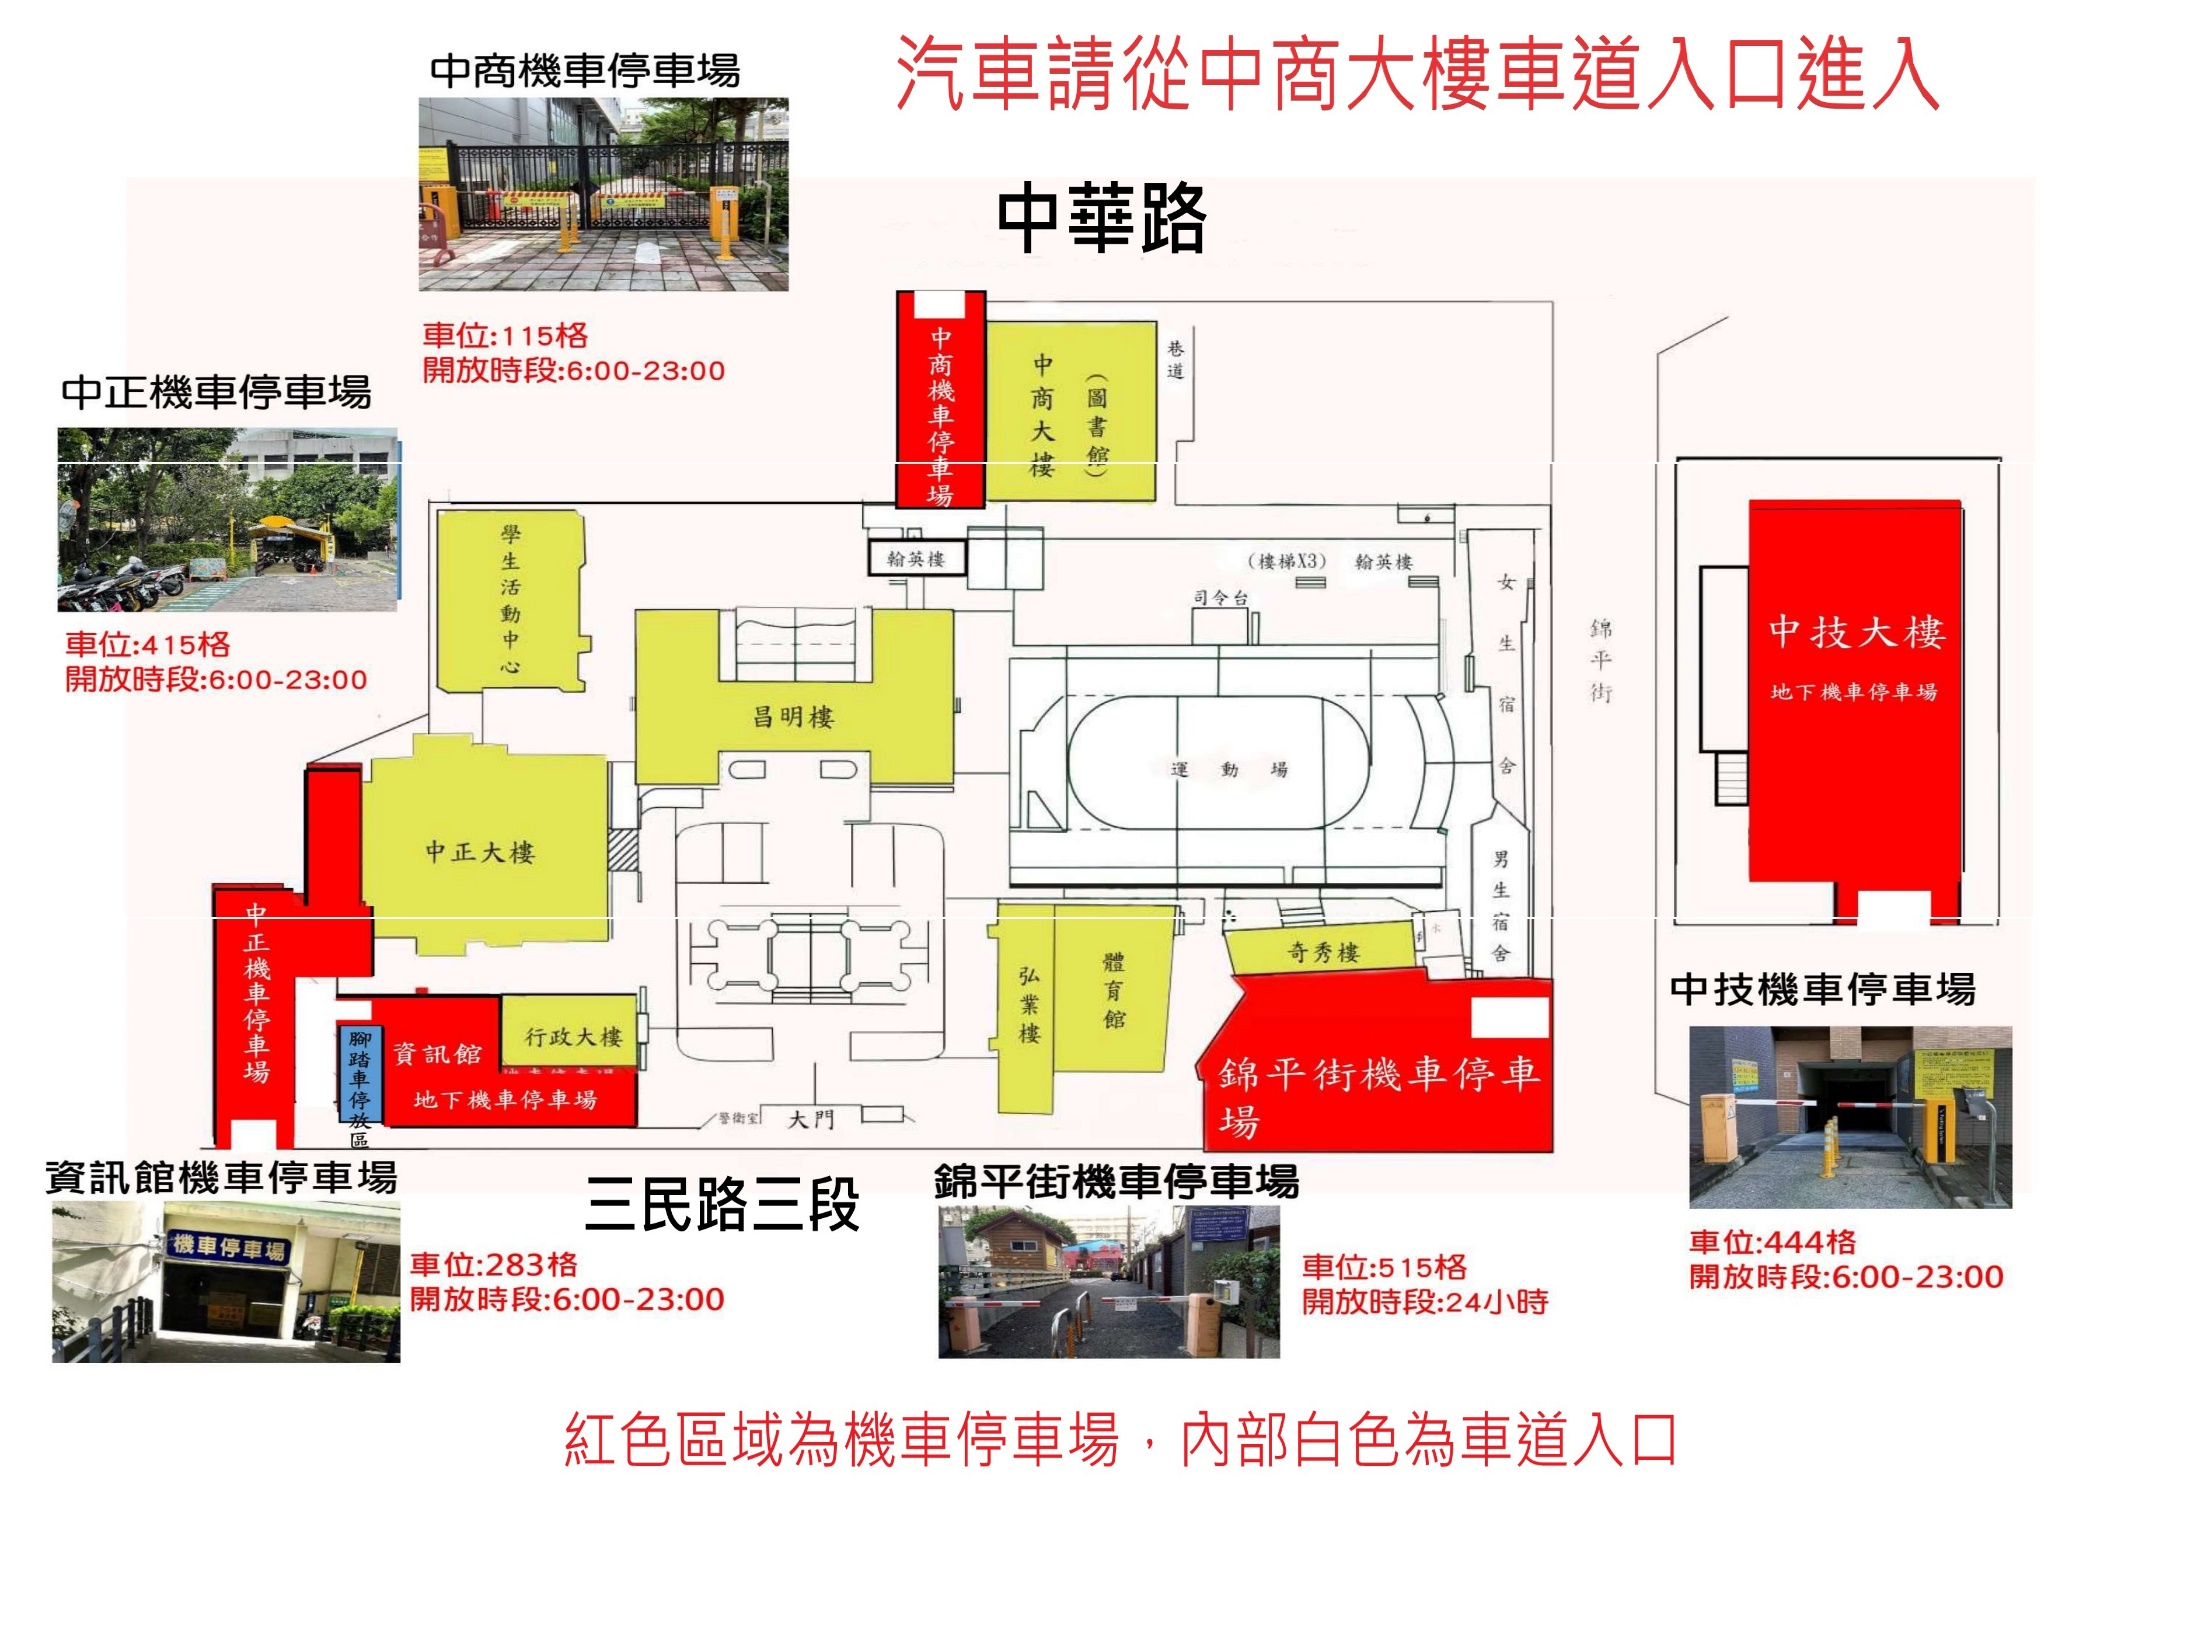 汽車請從中商大樓車道入口進入
中商機車停車場
車位:115格
開放時段:6:00-23:00
中華路
中正機車停車場
車位:415格
開放時段:6:00-23:00
中商機車停車場
中商大樓
(圖書館)
巷道
學生活動中心
翰英樓
(樓梯X3)
翰英樓
司令台
女生宿舍
錦平街
中技大樓
地下機車停車場
昌明樓
運動場
中正大樓
男生宿舍
中正機車停車場
弘業樓
體育館
奇秀樓
行政大樓
資訊館
地下機車停車場
腳踏車停放區
錦平街機車停車
場
警衛室
大門
中技機車停車場
車位:444格
開放時段:6:00-23:00
資訊館機車停車場
機車停車場
車位:283格
開放時段:6:00-23:00
三民路三段
錦平街機車停車場
車位:515格
開放時段:24小時
紅色區域為機車停車場，內部白色為車道入口